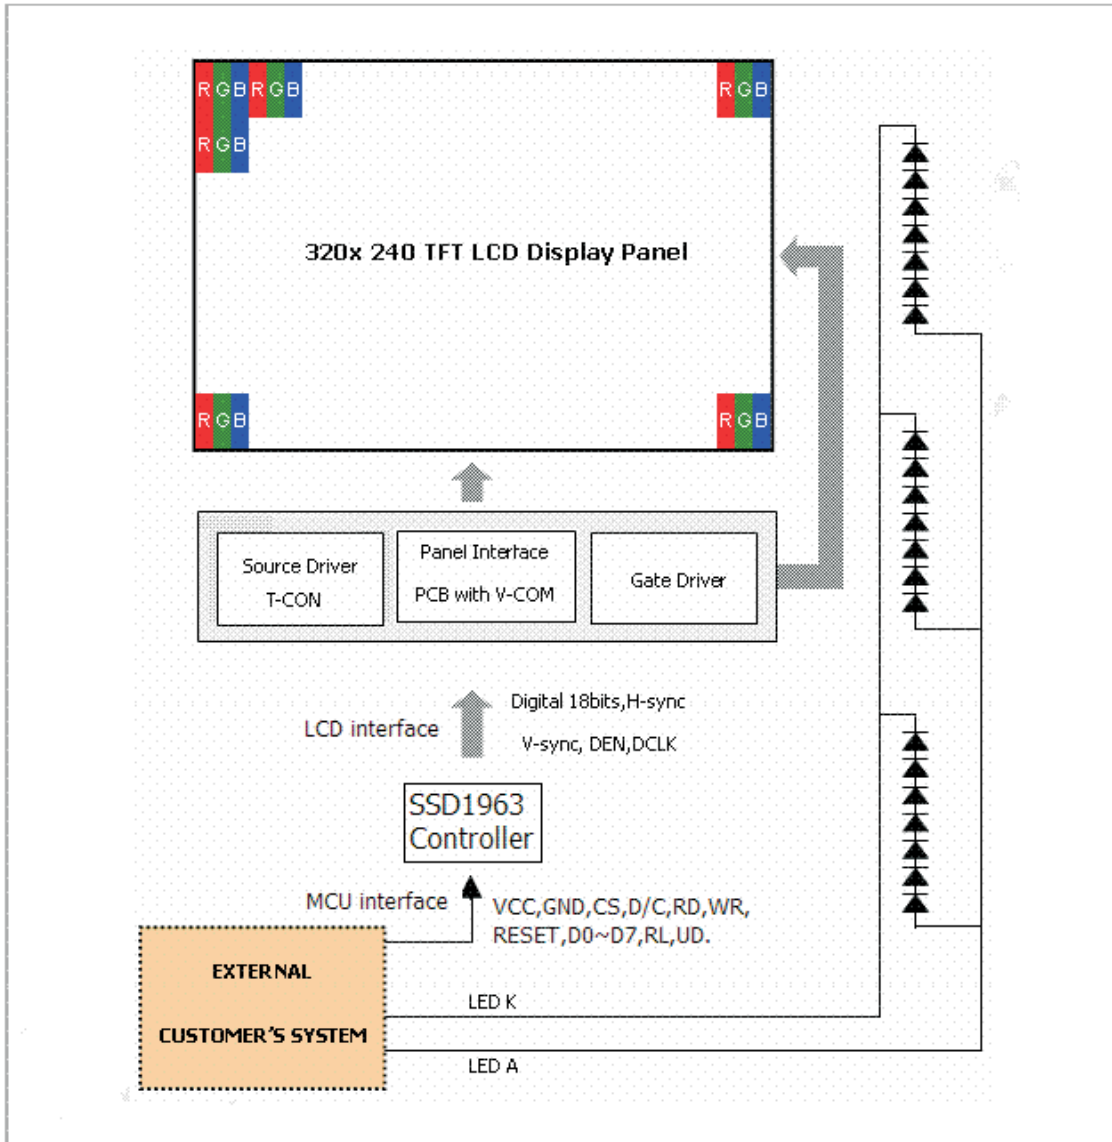 RGBRGB RGB
RGB
320x 240 TFT LCD Display Panel
RGB RGB
Source Driver
T-CON
Panel Interface
PCB with V-COM
Gate Driver
LCD interface
Digital 18bits,H-sync
V-sync, DEN,DCLK
SSD1963
Controller
MCU interface
VCC,GND,CS,D/C,RD,WR,
RESET,D0~D7,RL,UD.
EXTERNAL
CUSTOMER'S SYSTEM
LED K
LED A